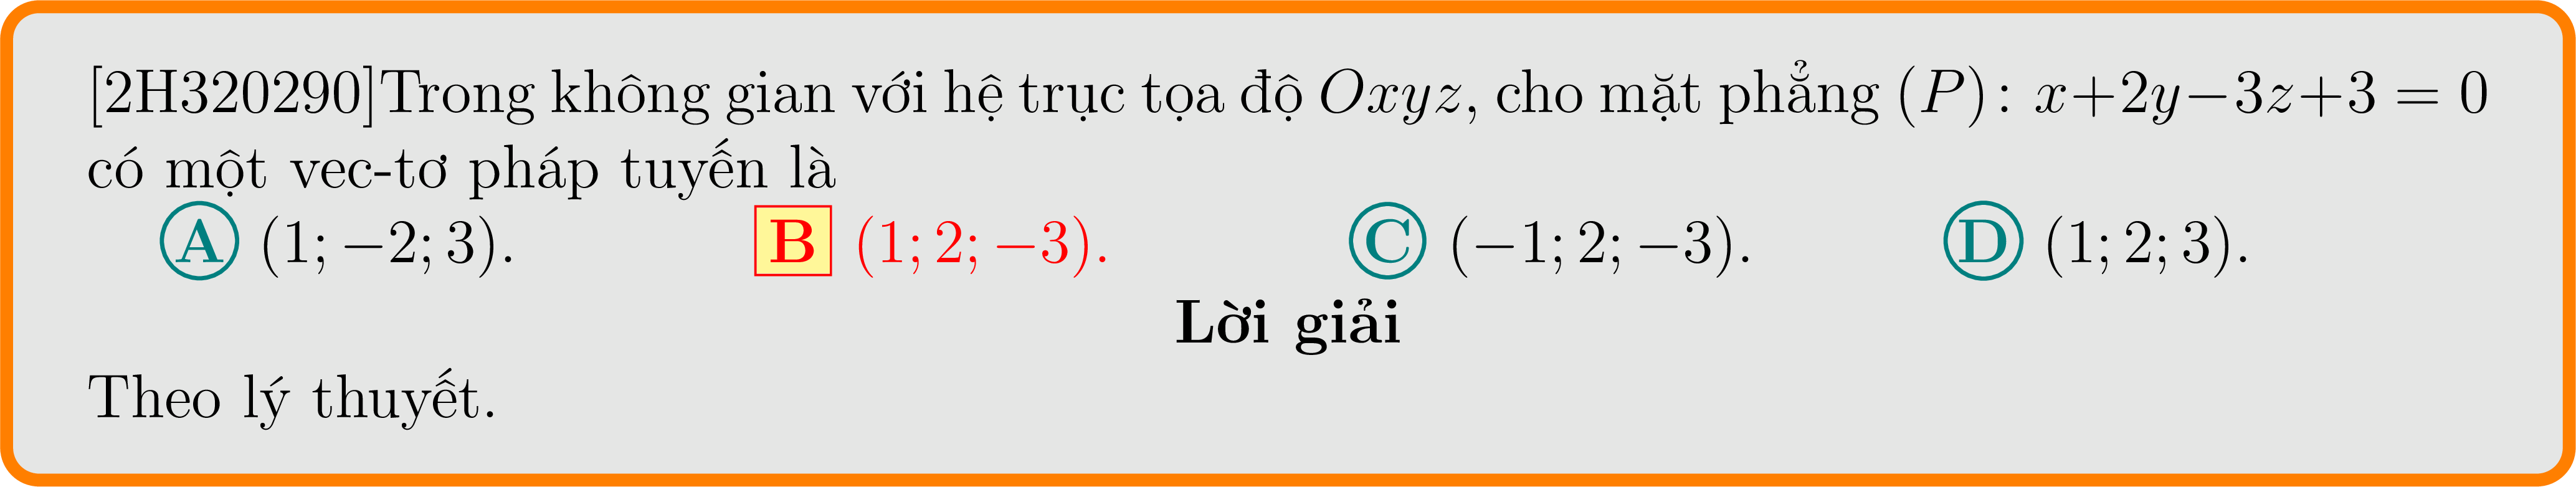 [2H320290]Trong không gian với hệ trục tọa độ Oxyz, cho mặt phẳng (P): x+2y−3z+3 = 0
có một vec-tơ pháp tuyến là
A (1; −2; 3). B (1; 2; −3). C (−1; 2; −3). D (1; 2; 3).
Lời giải
Theo lý thuyết.